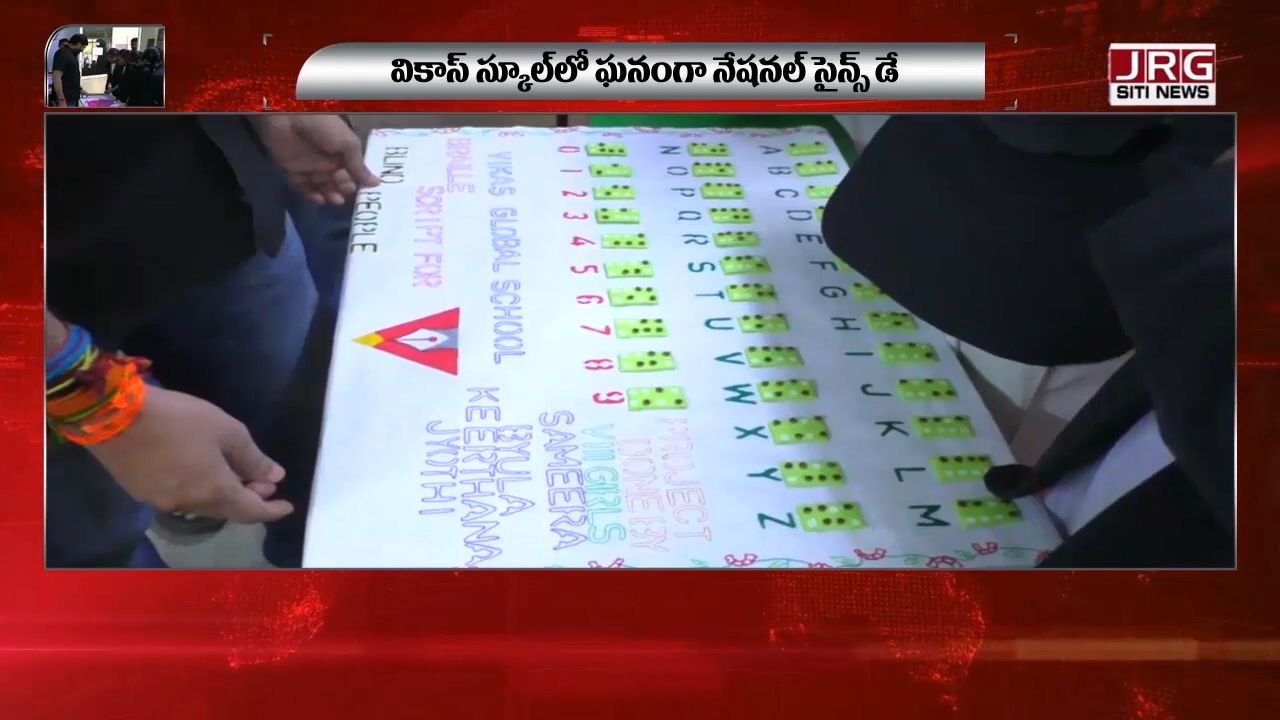 వికాస్ స్కూల్‌లో ఘనంగా నేషనల్ సైన్స్ డే
JRG
SITI NEWS
BLIND PEOPLE
BRAILLE
SCRIPT FOR
VIKAS GLOBAL SCHOOL
0
1
2
3
4
5
6
7
8
9
N
O
P
Q
R
S
T
U
V
W
X
Y
Z
A
B
C
D
E
F
G
H
I
J
K
L
M
PROJECT
DONE BY
VIII GIRLS
SAMEERA
BYULA
KEERTHANA
JYOTHI